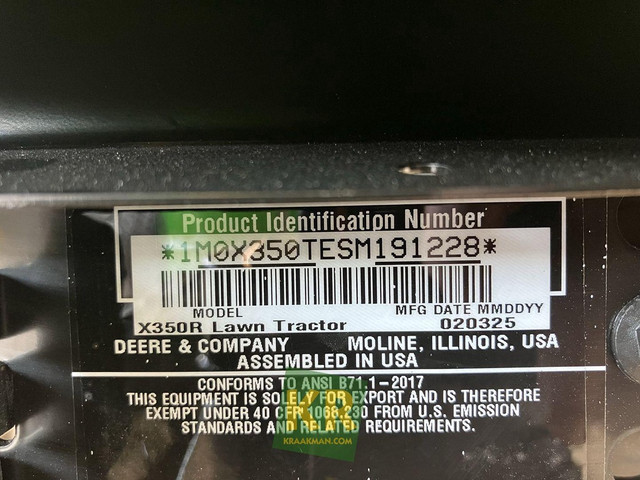 Product Identification Number
*1M0X350TESM191228*
MODEL MFG DATE MMDDYY
X350R Lawn Tractor 020325
DEERE & COMPANY MOLINE, ILLINOIS, USA
ASSEMBLED IN USA
CONFORMS TO ANSI B71.1-2017
THIS EQUIPMENT IS SOLELY FOR EXPORT AND IS THEREFORE
EXEMPT UNDER 40 CFR 1068.230 FROM U.S. EMISSION
STANDARDS AND RELATED REQUIREMENTS.
KRAAKMAN.COM